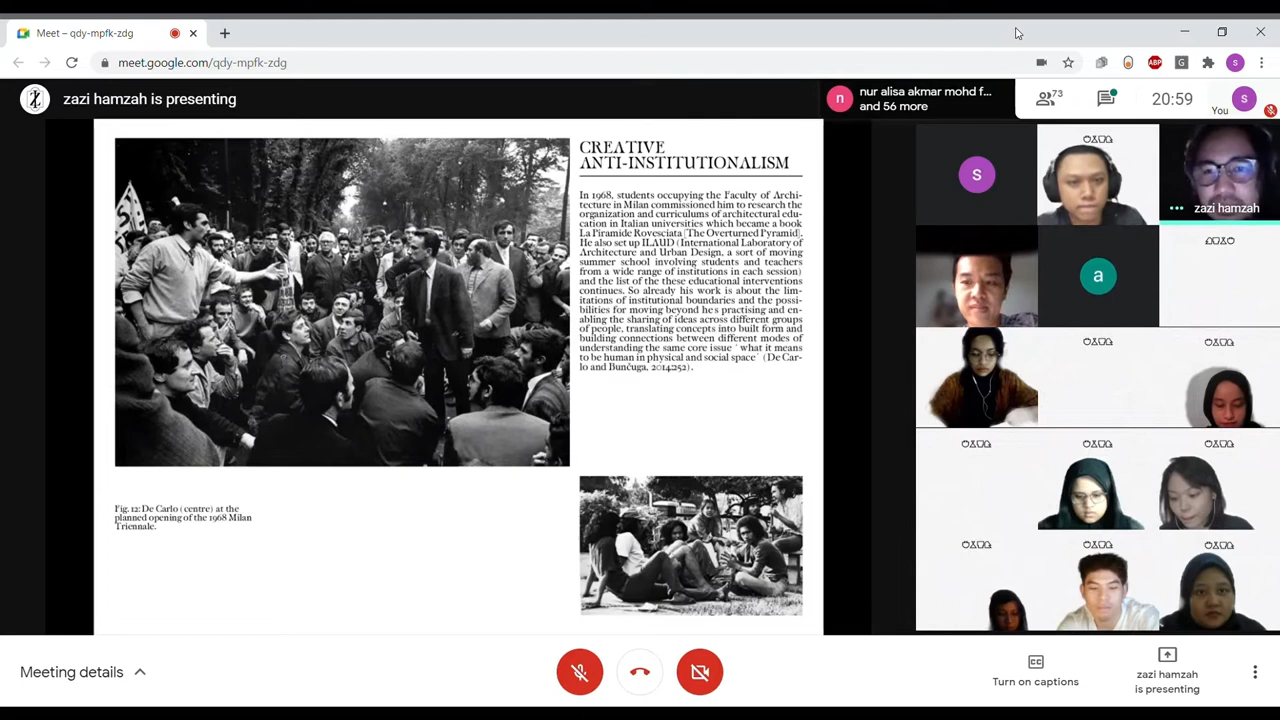 Meet – qdy-mpfk-zdg
meet.google.com/qdy-mpfk-zdg
ABP
G
S
zazi hamzah is presenting
n
nur alisa akmar mohd f...
and 56 more
73
20:59
You
S
CREATIVE
ANTI-INSTITUTIONALISM
In 1968, students occupying the Faculty of Archi-
tecture in Milan commissioned him to research the
organization and curriculums of architectural edu-
cation in Italian universities which became a book
La Piramide Rovesciata [The Overturned Pyramid].
He also set up ILAUD (International Laboratory of
Architecture and Urban Design, a sort of moving
summer school involving students and teachers
from a wide range of institutions in each session)
and the list of the these educational interventions
continues. So already his work is about the lim-
itations of institutional boundaries and the possi-
bilities for moving beyond he's practising and en-
abling the sharing of ideas across different groups
of people, translating concepts into built form and
building connections between different modes of
understanding the same core issue ' what it means
to be human in physical and social space' (De Car-
lo and Bunčuga, 2014:252).
Fig. 12: De Carlo (centre) at the
planned opening of the 1968 Milan
Triennale.
S
zazi hamzah
a
Meeting details
Turn on captions
zazi hamzah
is presenting